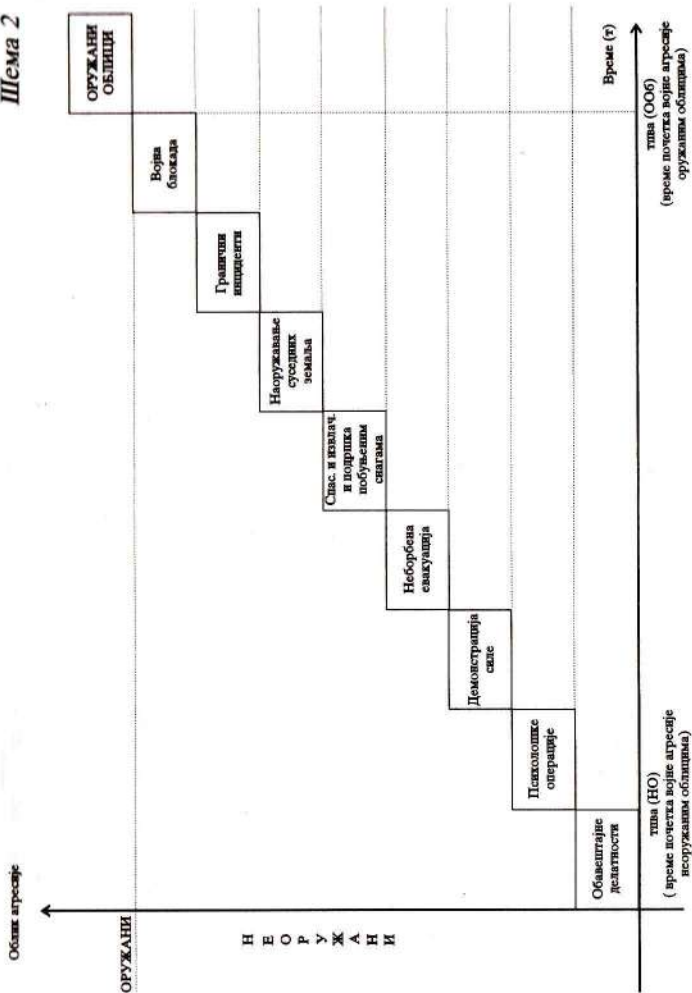 Шема 2
Облик агресије
ОРУЖАНИ
Н Е О Р У Ж А Н И
ОРУЖАНИ
ОБЛИЦИ
Војна
блокада
Гранични
инциденти
Наоружавање
суседних
земаља
Спас. и извлач.
и подршка
побуњеним
снагама
Неборбена
евакуација
Демонстрација
силе
Психолошке
операције
Обавештајне
делатности
Време (т)
тпва (НО)
( време почетка војне агресије
неоружаним облицима)
тпва (ООб)
(време почетка војне агресије
оружаним облицима)